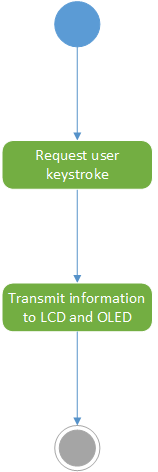 Request user
keystroke
Transmit information
to LCD and OLED